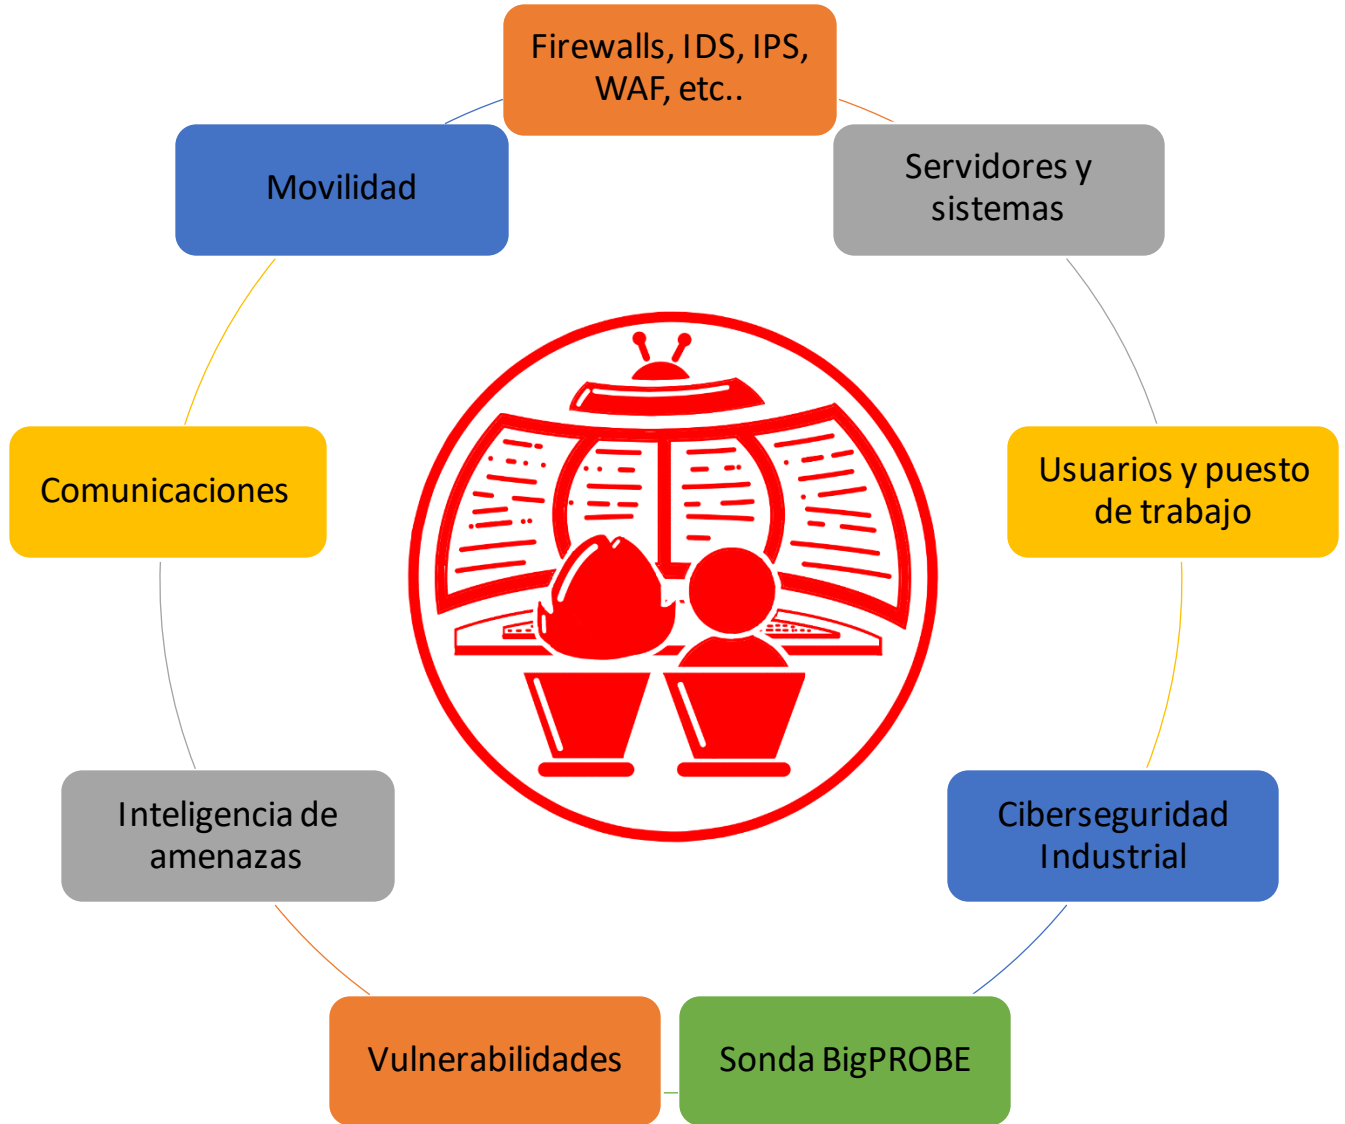 Firewalls, IDS, IPS,
WAF, etc..
Servidores y
sistemas
Usuarios y puesto
de trabajo
Ciberseguridad
Industrial
Sonda BigPROBE
Vulnerabilidades
Inteligencia de
amenazas
Comunicaciones
Movilidad